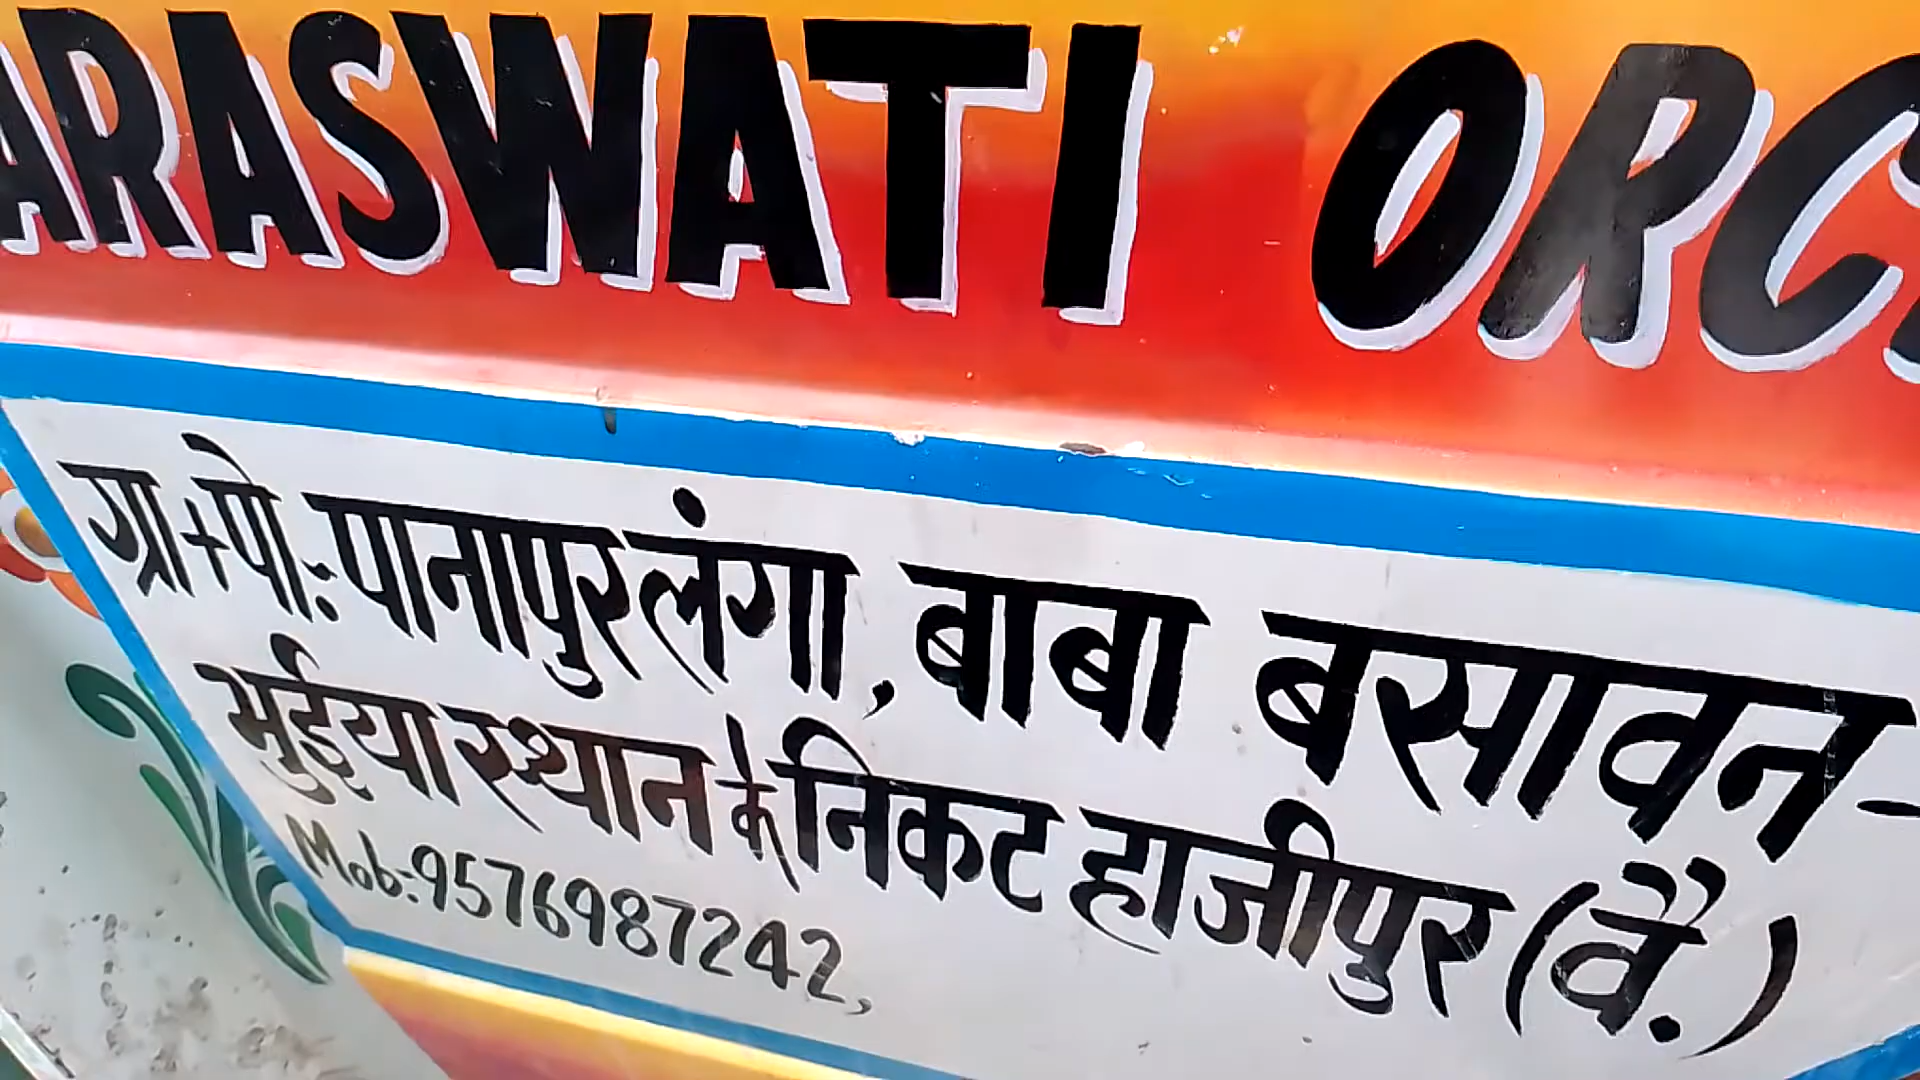 ARASWATI ORC
ग्रा+पो:पानापुरलंगा, बाबा बसावन-
भुईया स्थान के निकट हाजीपुर (वै.)
Mob:-9576987242,